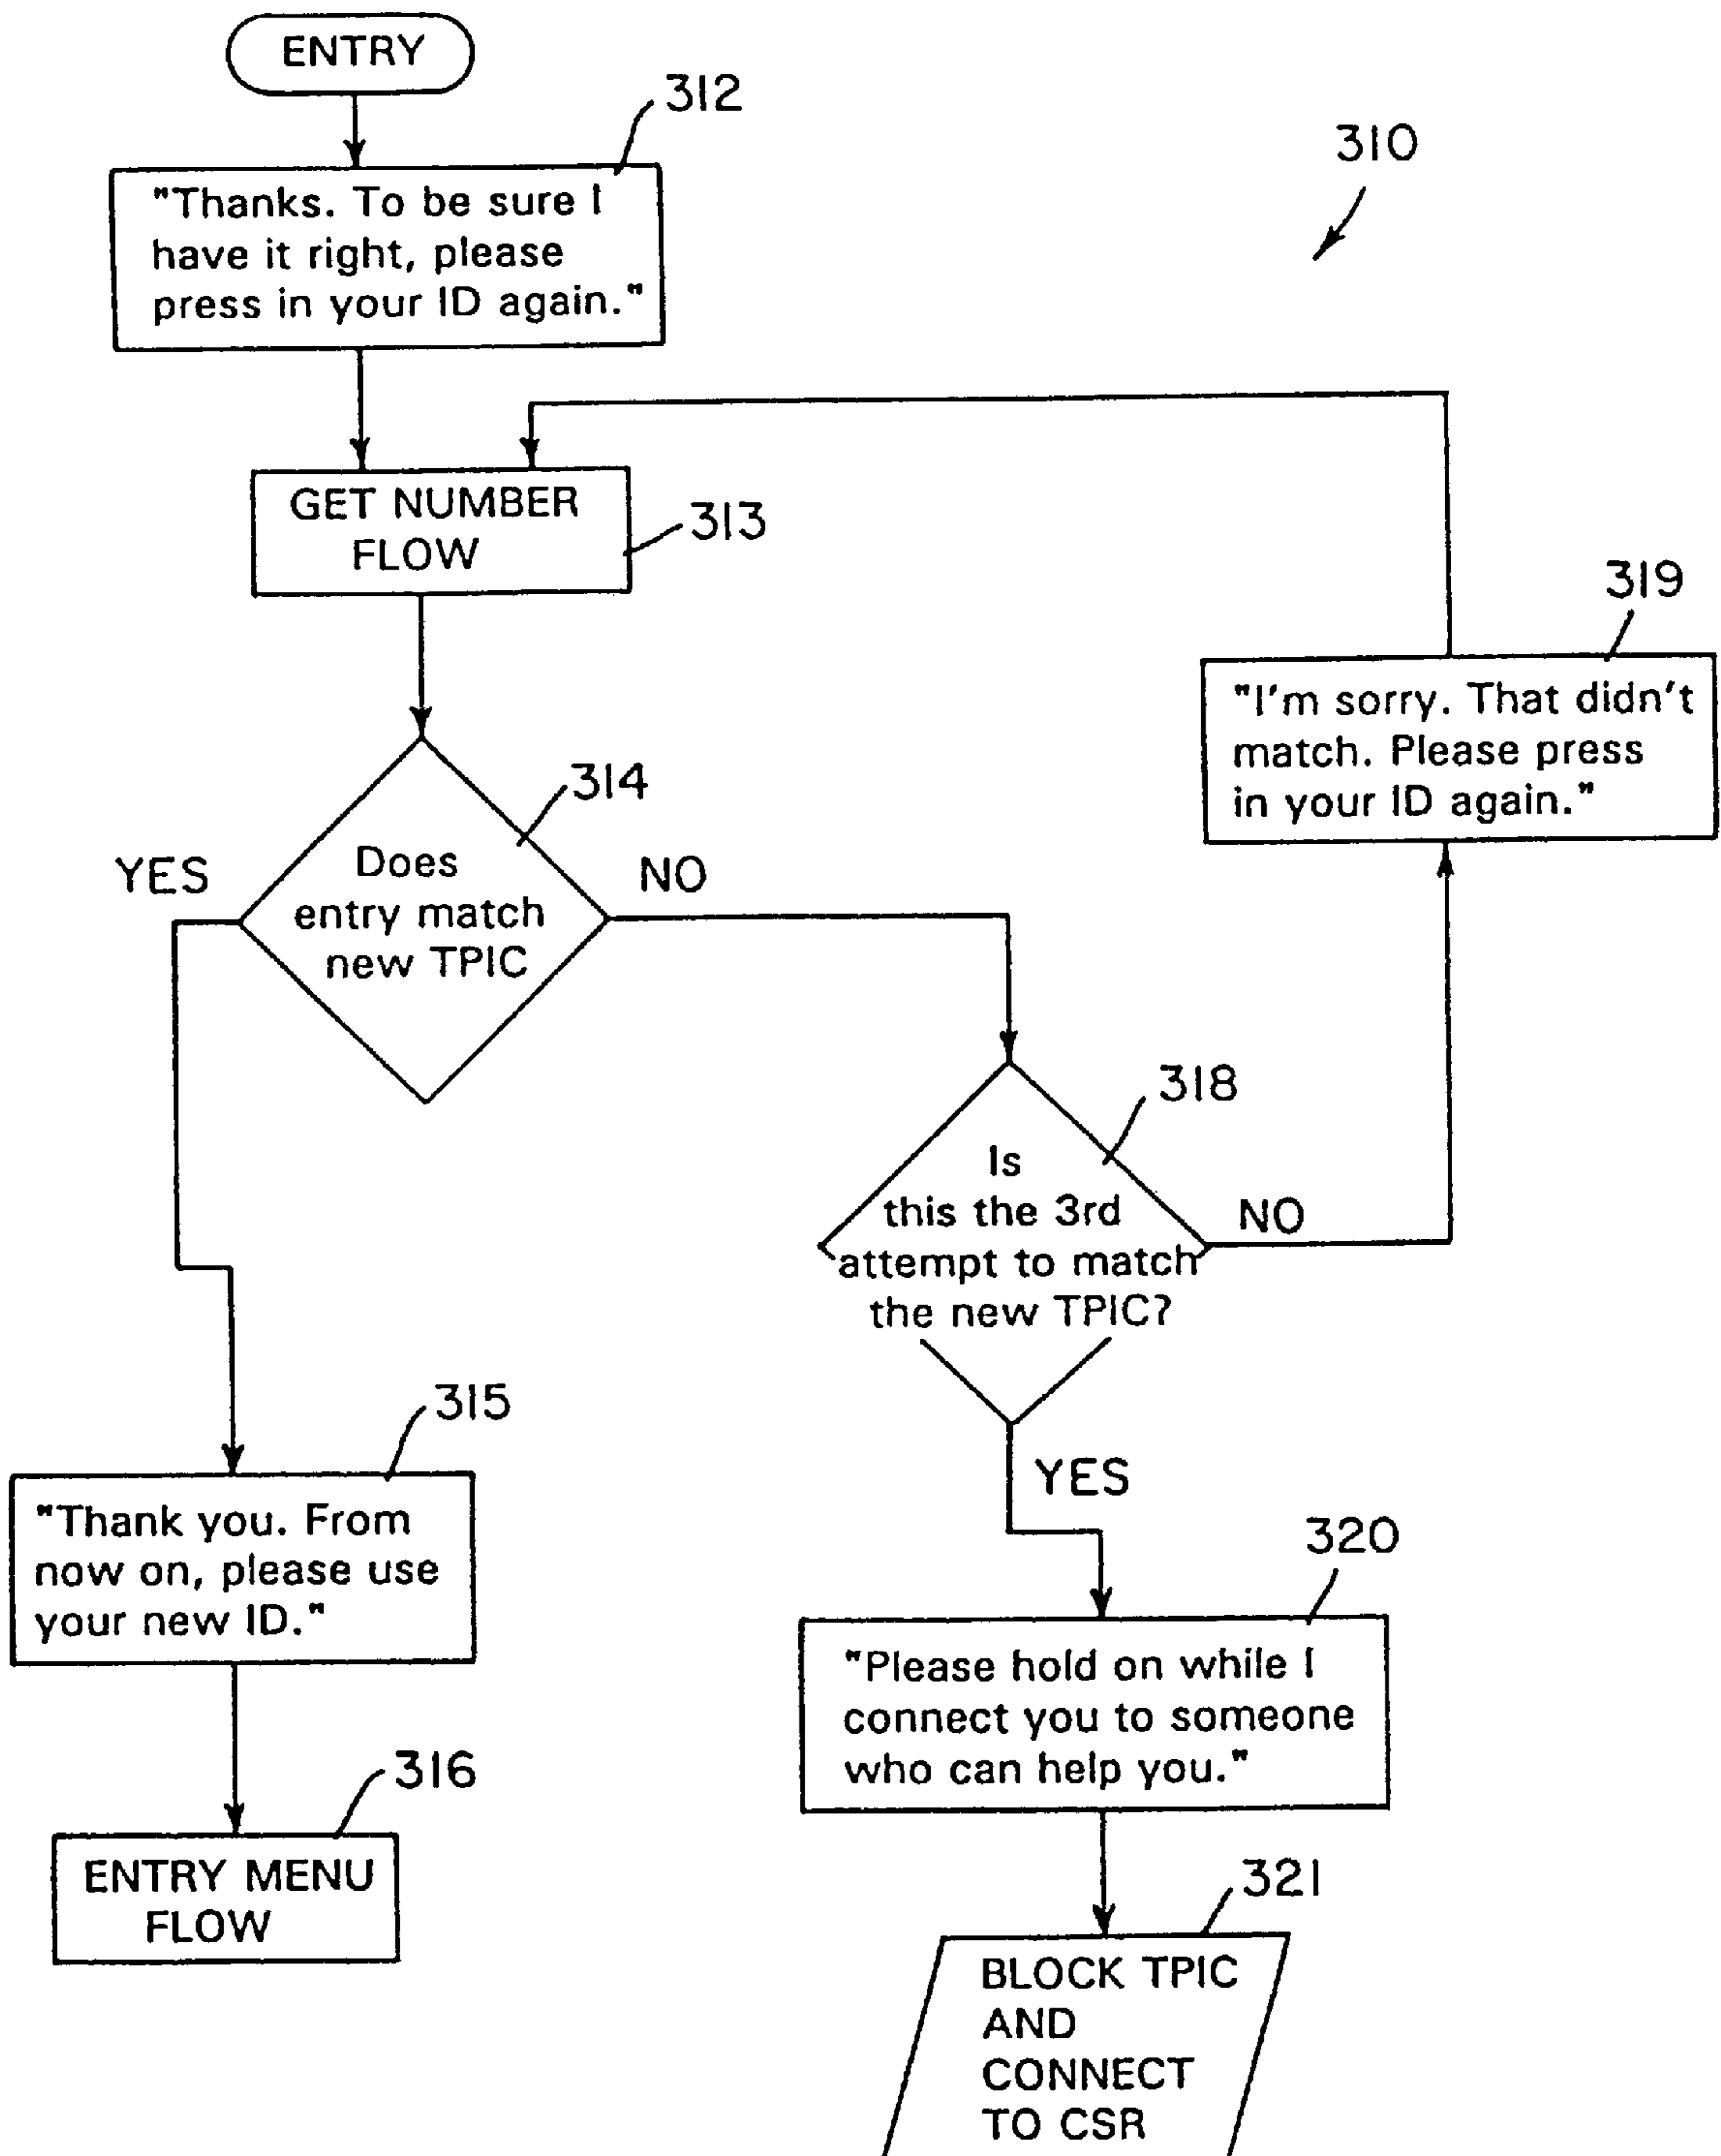 ENTRY
312
310
"Thanks. To be sure I
have it right, please
press in your ID again."
GET NUMBER
FLOW
313
319
"I'm sorry. That didn't
match. Please press
in your ID again."
314
YES
NO
Does
entry match
new TPIC
318
Is
this the 3rd
attempt to match
the new TPIC?
NO
YES
315
"Thank you. From
now on, please use
your new ID."
320
"Please hold on while I
connect you to someone
who can help you."
316
ENTRY MENU
FLOW
321
BLOCK TPIC
AND
CONNECT
TO CSR